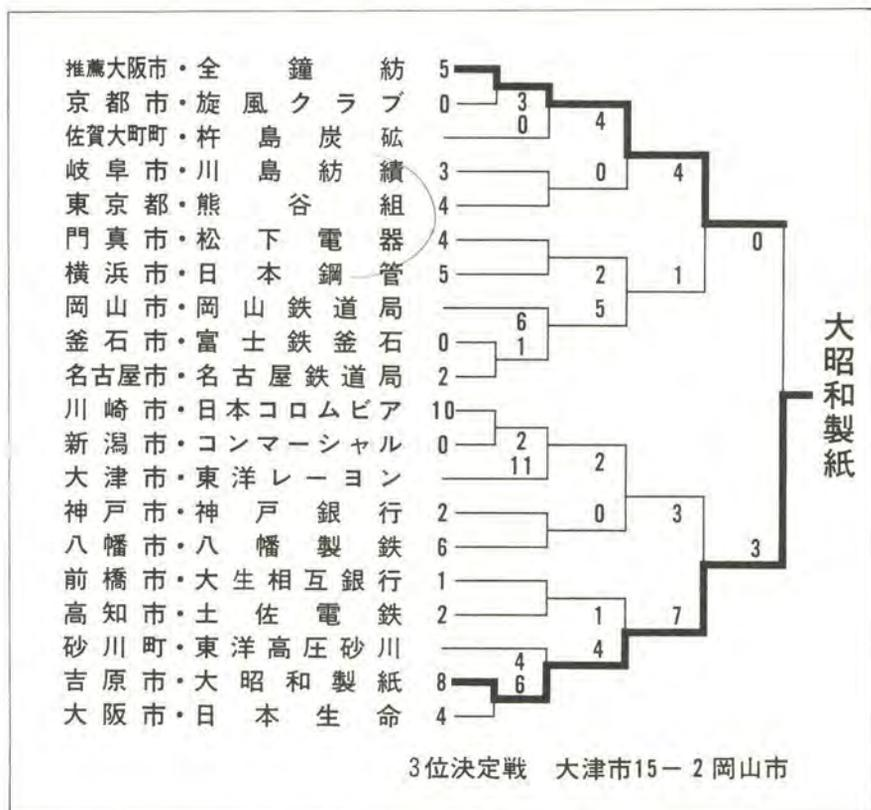 推薦大阪市・全鐘紡 5
京都市・旋風クラブ 0
3
0
4
佐賀大町町・杵島炭砿
岐阜市・川島紡績 3
0
4
東京都・熊谷組 4
0
門真市・松下電器 4
横浜市・日本鋼管 5
2
1
岡山市・岡山鉄道局
6
5
釜石市・富士鉄釜石 0
1
名古屋市・名古屋鉄道局 2
大昭和製紙
川崎市・日本コロムビア 10
新潟市・コンマーシャル 0
2
11
2
大津市・東洋レーヨン
神戸市・神戸銀行 2
0
3
八幡市・八幡製鉄 6
3
前橋市・大生相互銀行 1
高知市・土佐電鉄 2
1
7
砂川町・東洋高圧砂川
4
4
吉原市・大昭和製紙 8
6
大阪市・日本生命 4
3位決定戦 大津市15－2岡山市